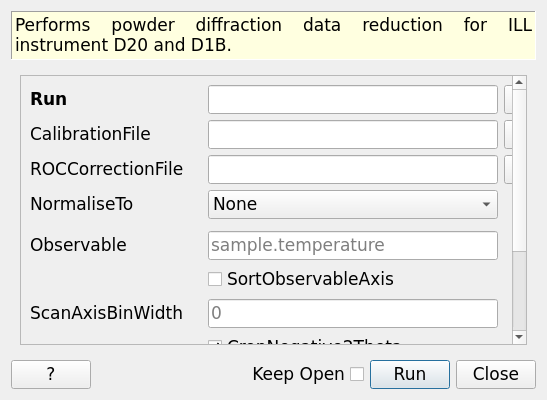 Performs powder diffraction data reduction for ILL
instrument D20 and D1B.
Run
CalibrationFile
ROCCorrectionFile
NormaliseTo None
Observable sample.temperature
SortObservableAxis
ScanAxisBinWidth 0
CropNegative2Theta
? Keep Open Run Close